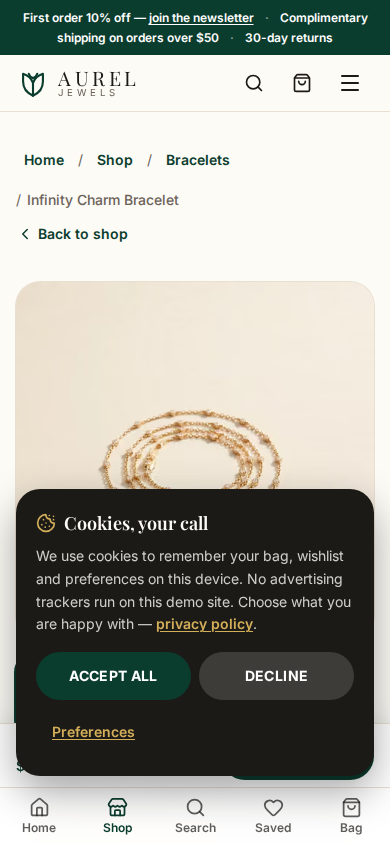 First order 10% off — join the newsletter · Complimentary
shipping on orders over $50 · 30-day returns
AUREL
JEWELS
Home / Shop / Bracelets
/ Infinity Charm Bracelet
Back to shop
Cookies, your call
We use cookies to remember your bag, wishlist
and preferences on this device. No advertising
trackers run on this demo site. Choose what you
are happy with — privacy policy.
ACCEPT ALL
DECLINE
Preferences
Home
Shop
Search
Saved
Bag